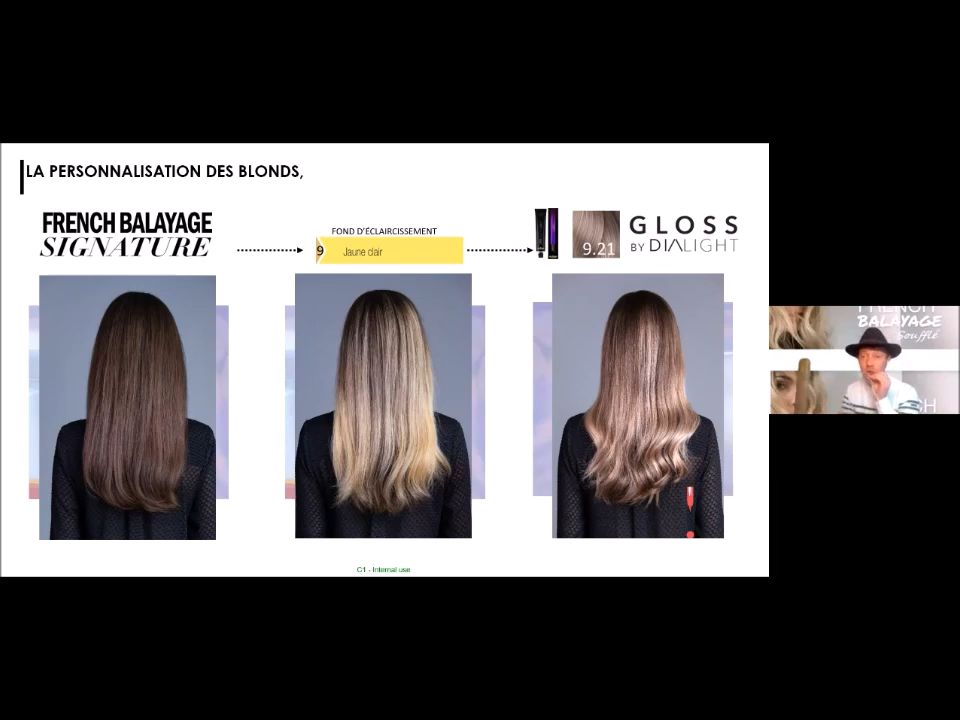 LA PERSONNALISATION DES BLONDS,
FRENCH BALAYAGE
SIGNATURE
FOND D'ÉCLAIRCISSEMENT
9
Jaune clair
9.21
GLOSS
BY DIALIGHT
C1 - Internal use
FRENCH
BALAYAGE
Soufflé